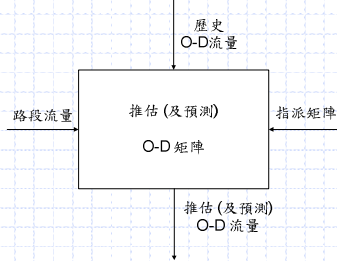 歷史
O-D流量
路段流量
推估 (及預測)
O-D 矩陣
指派矩陣
推估 (及預測)
O-D 流量